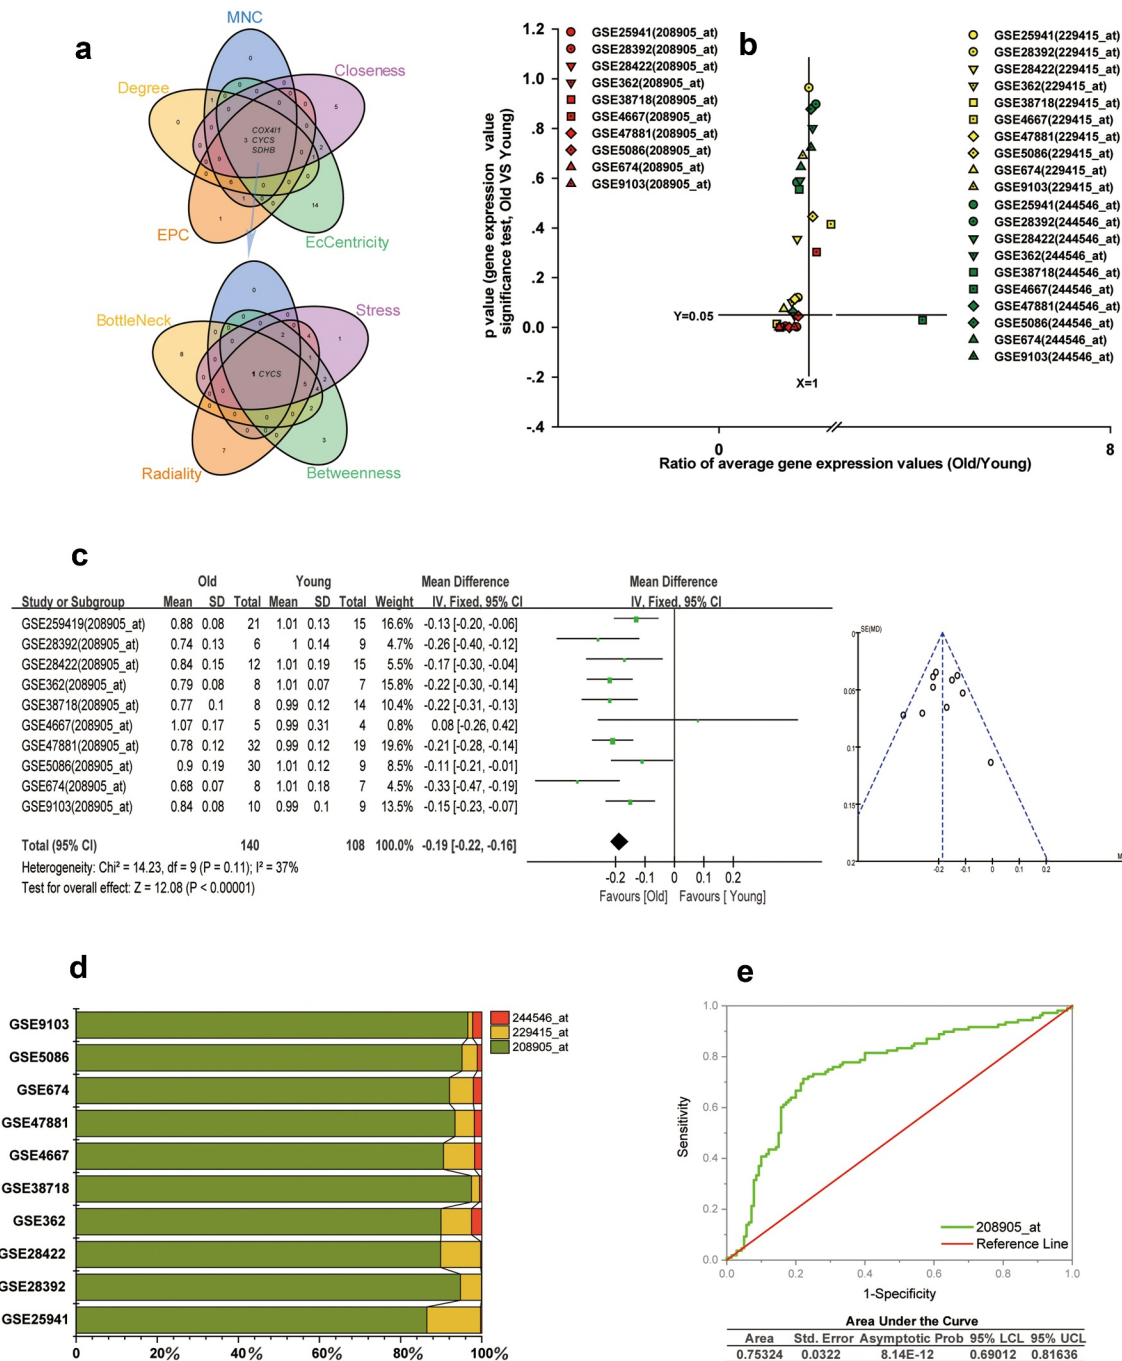 a
MNC
Closeness
Degree
COX4I1
3 CYCS
SDHB
EPC
EcCentricity
BottleNeck
Stress
1 CYCS
Radiality
Betweenness
b
p value (gene expression value
significance test, Old VS Young)
1.2
1.0
.8
.6
.4
.2
0.0
-.2
-.4
GSE25941(208905_at)
GSE28392(208905_at)
GSE28422(208905_at)
GSE362(208905_at)
GSE38718(208905_at)
GSE4667(208905_at)
GSE47881(208905_at)
GSE5086(208905_at)
GSE674(208905_at)
GSE9103(208905_at)
GSE25941(229415_at)
GSE28392(229415_at)
GSE28422(229415_at)
GSE362(229415_at)
GSE38718(229415_at)
GSE4667(229415_at)
GSE47881(229415_at)
GSE5086(229415_at)
GSE674(229415_at)
GSE9103(229415_at)
GSE25941(244546_at)
GSE28392(244546_at)
GSE28422(244546_at)
GSE362(244546_at)
GSE38718(244546_at)
GSE4667(244546_at)
GSE47881(244546_at)
GSE5086(244546_at)
GSE674(244546_at)
GSE9103(244546_at)
Y=0.05
X=1
0 8
Ratio of average gene expression values (Old/Young)
c
Old Young Mean Difference Mean Difference
Study or Subgroup Mean SD Total Mean SD Total Weight IV, Fixed, 95% CI IV, Fixed, 95% CI
GSE259419(208905_at) 0.88 0.08 21 1.01 0.13 15 16.6% -0.13 [-0.20, -0.06]
GSE28392(208905_at) 0.74 0.13 6 1 0.14 9 4.7% -0.26 [-0.40, -0.12]
GSE28422(208905_at) 0.84 0.15 12 1.01 0.19 15 5.5% -0.17 [-0.30, -0.04]
GSE362(208905_at) 0.79 0.08 8 1.01 0.07 7 15.8% -0.22 [-0.30, -0.14]
GSE38718(208905_at) 0.77 0.1 8 0.99 0.12 14 10.4% -0.22 [-0.31, -0.13]
GSE4667(208905_at) 1.07 0.17 5 0.99 0.31 4 0.8% 0.08 [-0.26, 0.42]
GSE47881(208905_at) 0.78 0.12 32 0.99 0.12 19 19.6% -0.21 [-0.28, -0.14]
GSE5086(208905_at) 0.9 0.19 30 1.01 0.12 9 8.5% -0.11 [-0.21, -0.01]
GSE674(208905_at) 0.68 0.07 8 1.01 0.18 7 4.5% -0.33 [-0.47, -0.19]
GSE9103(208905_at) 0.84 0.08 10 0.99 0.1 9 13.5% -0.15 [-0.23, -0.07]
Total (95% CI) 140 108 100.0% -0.19 [-0.22, -0.16]
Heterogeneity: Chi² = 14.23, df = 9 (P = 0.11); I² = 37%
Test for overall effect: Z = 12.08 (P < 0.00001)
-0.2 -0.1 0 0.1 0.2
Favours [Old] Favours [ Young]
SE(MD)
0
0.05
0.1
0.15
0.2
-0.2 -0.1 0 0.1 0.2
d
GSE9103
GSE5086
GSE674
GSE47881
GSE4667
GSE38718
GSE362
GSE28422
GSE28392
GSE25941
0 20% 40% 60% 80% 100%
244546_at
229415_at
208905_at
e
Sensitivity
1.0
0.8
0.6
0.4
0.2
0.0
0.0 0.2 0.4 0.6 0.8 1.0
208905_at
Reference Line
1-Specificity
Area Under the Curve
Area Std. Error Asymptotic Prob 95% LCL 95% UCL
0.75324 0.0322 8.14E-12 0.69012 0.81636